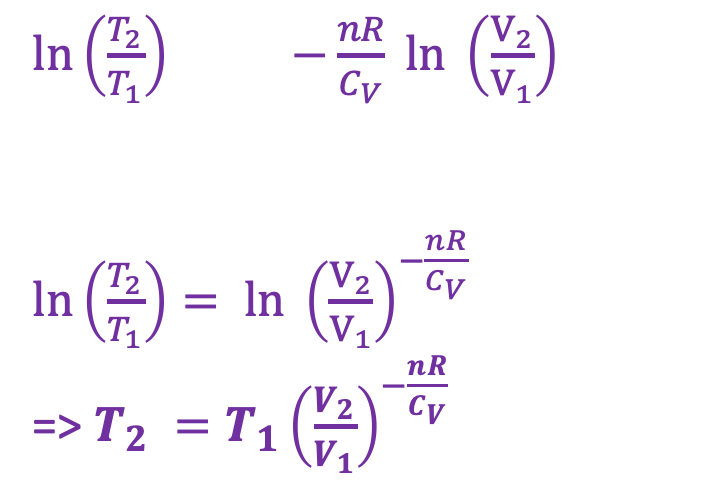 ln (T₂/T₁) − nR/C_V ln (V₂/V₁)
ln (T₂/T₁) = ln (V₂/V₁)^(−nR/C_V)
=> T₂ = T₁ (V₂/V₁)^(−nR/C_V)